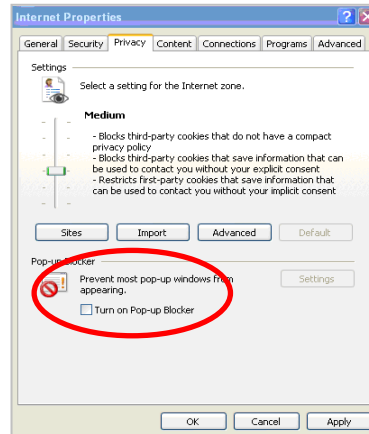 Internet Properties
General Security Privacy Content Connections Programs Advanced
Settings
Select a setting for the Internet zone.
Medium
- Blocks third-party cookies that do not have a compact
privacy policy
- Blocks third-party cookies that save information that can
be used to contact you without your explicit consent
- Restricts first-party cookies that save information that
can be used to contact you without your implicit consent
Sites Import Advanced Default
Pop-up Blocker
Prevent most pop-up windows from Settings
appearing.
Turn on Pop-up Blocker
OK Cancel Apply